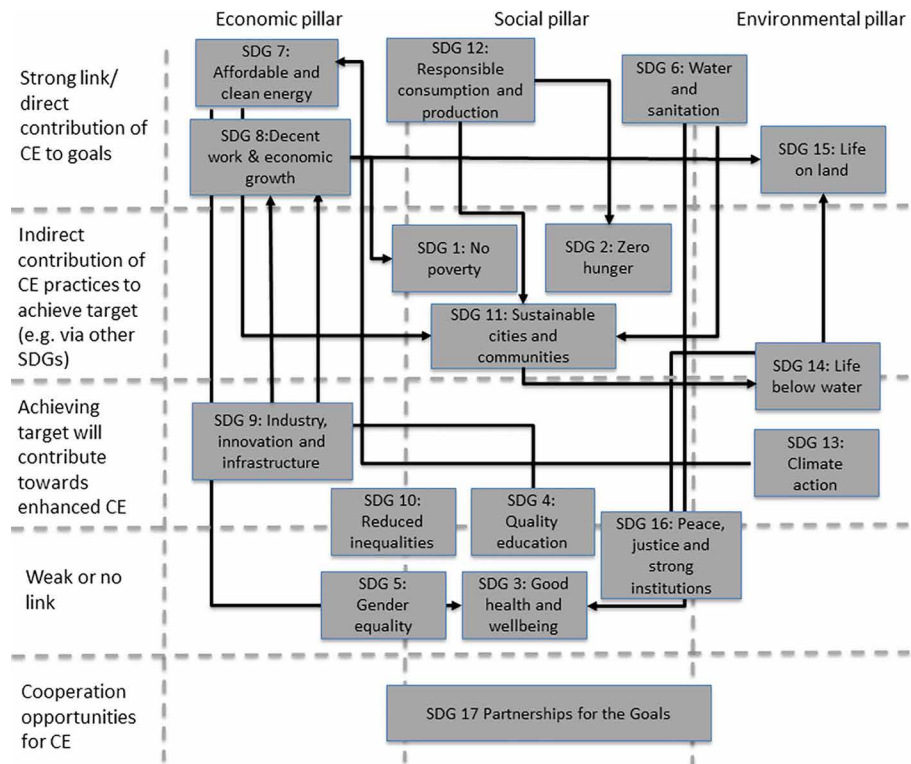 Economic pillar
Social pillar
Environmental pillar
Strong link/
direct
contribution of
CE to goals
SDG 7:
Affordable and
clean energy
SDG 12:
Responsible
consumption and
production
SDG 6: Water
and
sanitation
SDG 8:Decent
work & economic
growth
SDG 15: Life
on land
Indirect
contribution of
CE practices to
achieve target
(e.g. via other
SDGs)
SDG 1: No
poverty
SDG 2: Zero
hunger
SDG 11: Sustainable
cities and
communities
SDG 14: Life
below water
Achieving
target will
contribute
towards
enhanced CE
SDG 9: Industry,
innovation and
infrastructure
SDG 13:
Climate
action
SDG 10:
Reduced
inequalities
SDG 4:
Quality
education
SDG 16: Peace,
justice and
strong
institutions
Weak or no
link
SDG 5:
Gender
equality
SDG 3: Good
health and
wellbeing
Cooperation
opportunities
for CE
SDG 17 Partnerships for the Goals